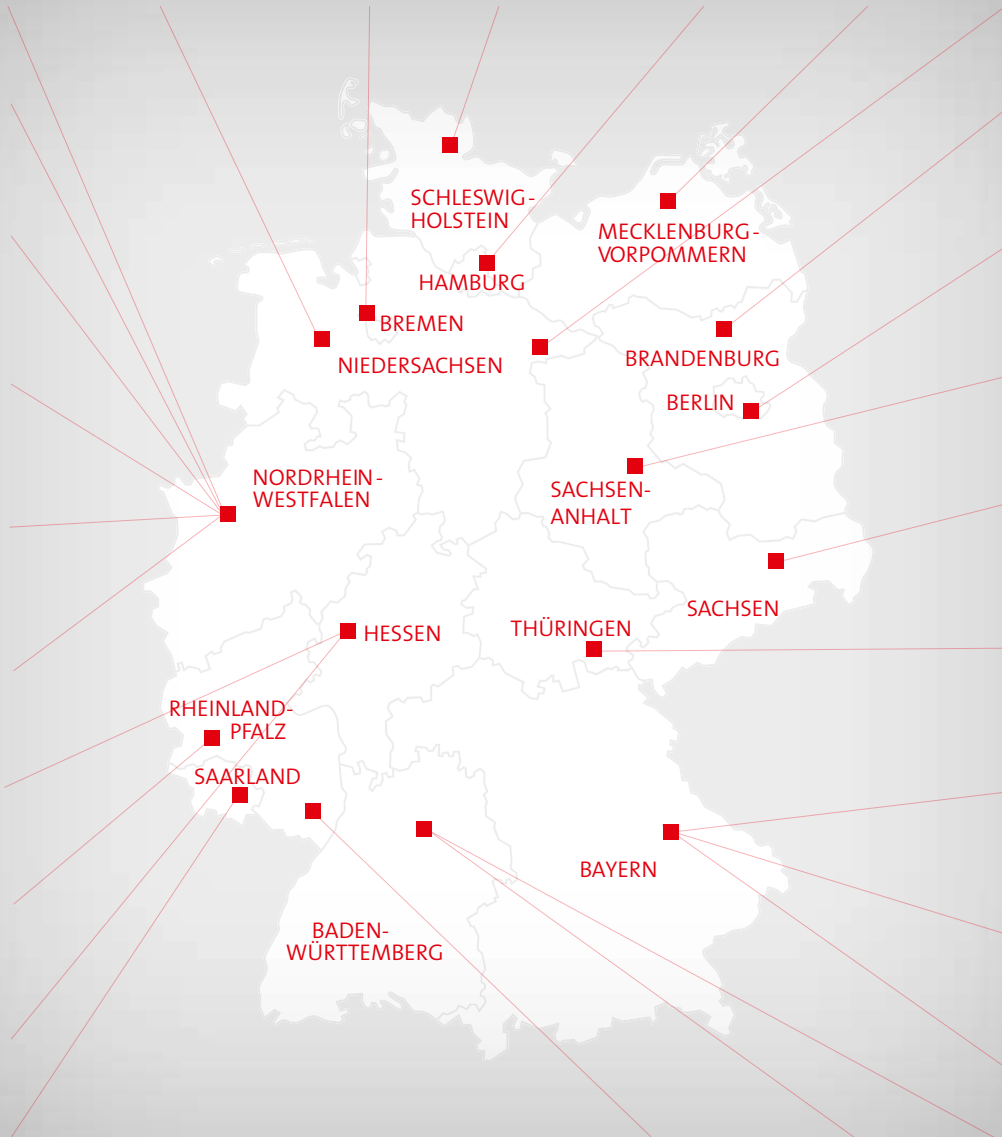 SCHLESWIG-
HOLSTEIN
MECKLENBURG-
VORPOMMERN
HAMBURG
BREMEN
NIEDERSACHSEN
BRANDENBURG
BERLIN
NORDRHEIN-
WESTFALEN
SACHSEN-
ANHALT
SACHSEN
THÜRINGEN
HESSEN
RHEINLAND-
PFALZ
SAARLAND
BAYERN
BADEN-
WÜRTTEMBERG